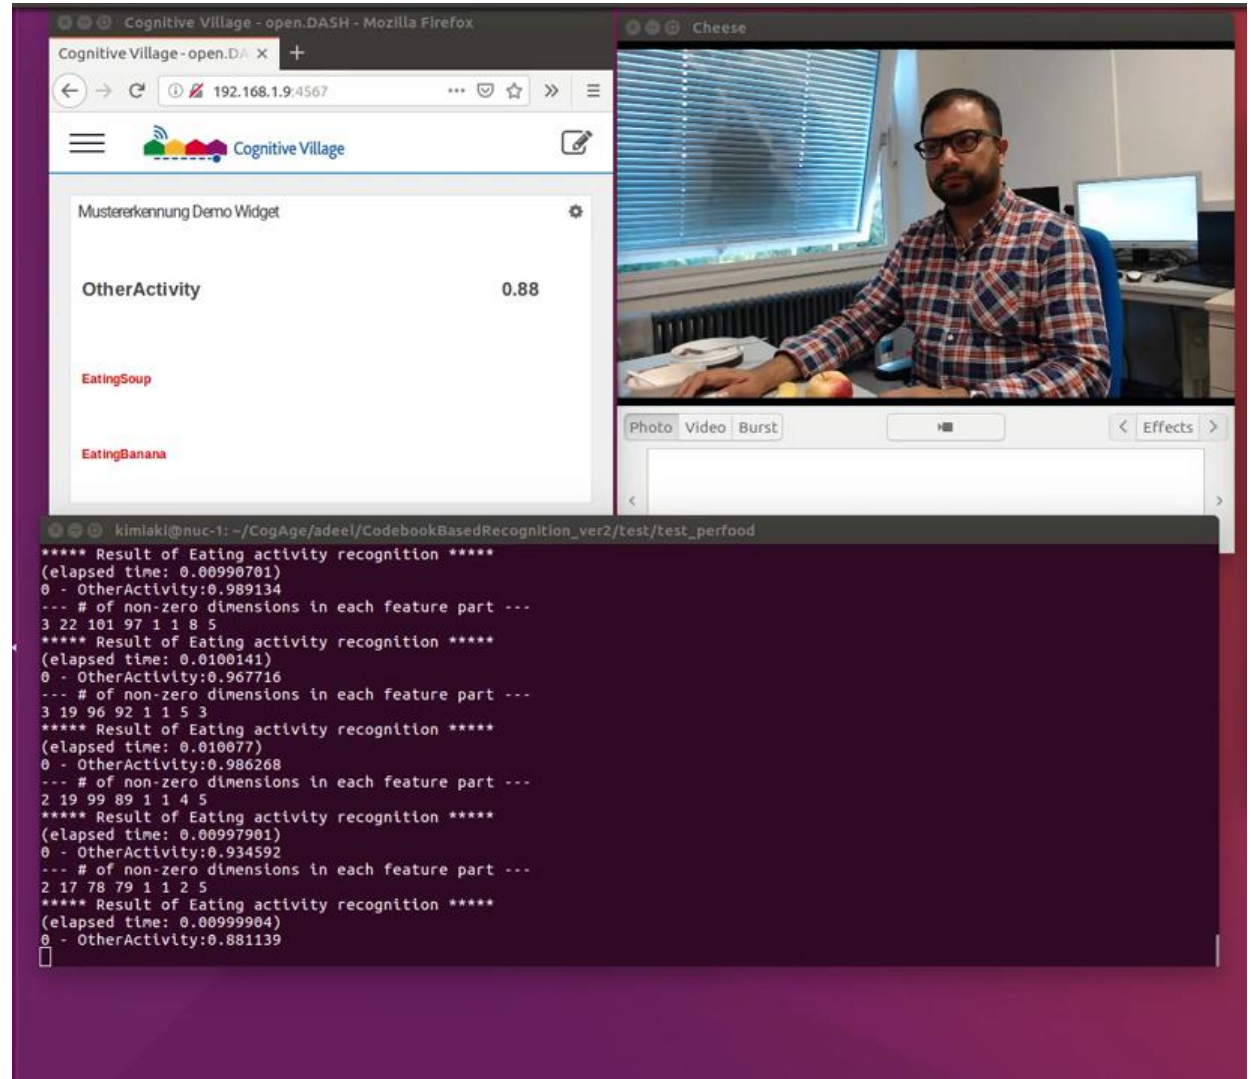 Cognitive Village - open.DASH - Mozilla Firefox
Cognitive Village - open.DA
192.168.1.9:4567
Cognitive Village
Mustererkennung Demo Widget
OtherActivity 0.88
EatingSoup
EatingBanana
Cheese
Photo Video Burst Effects
kimiaki@nuc-1: ~/CogAge/adeel/CodebookBasedRecognition_ver2/test/test_perfood
***** Result of Eating activity recognition *****
(elapsed time: 0.00990701)
0 - OtherActivity:0.989134
--- # of non-zero dimensions in each feature part ---
3 22 101 97 1 1 8 5
***** Result of Eating activity recognition *****
(elapsed time: 0.0100141)
0 - OtherActivity:0.967716
--- # of non-zero dimensions in each feature part ---
3 19 96 92 1 1 5 3
***** Result of Eating activity recognition *****
(elapsed time: 0.010077)
0 - OtherActivity:0.986268
--- # of non-zero dimensions in each feature part ---
2 19 99 89 1 1 4 5
***** Result of Eating activity recognition *****
(elapsed time: 0.00997901)
0 - OtherActivity:0.934592
--- # of non-zero dimensions in each feature part ---
2 17 78 79 1 1 2 5
***** Result of Eating activity recognition *****
(elapsed time: 0.00999904)
0 - OtherActivity:0.881139